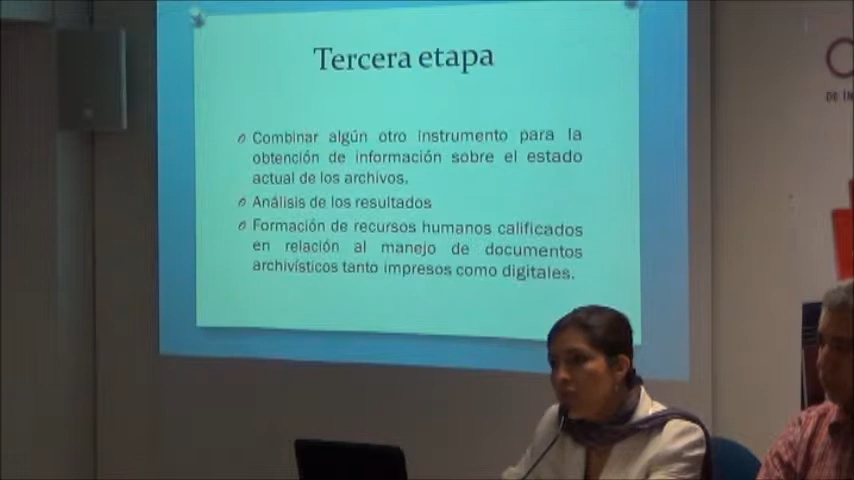 Tercera etapa
Combinar algún otro instrumento para la
obtención de información sobre el estado
actual de los archivos.
Análisis de los resultados
Formación de recursos humanos calificados
en relación al manejo de documentos
archivísticos tanto impresos como digitales.